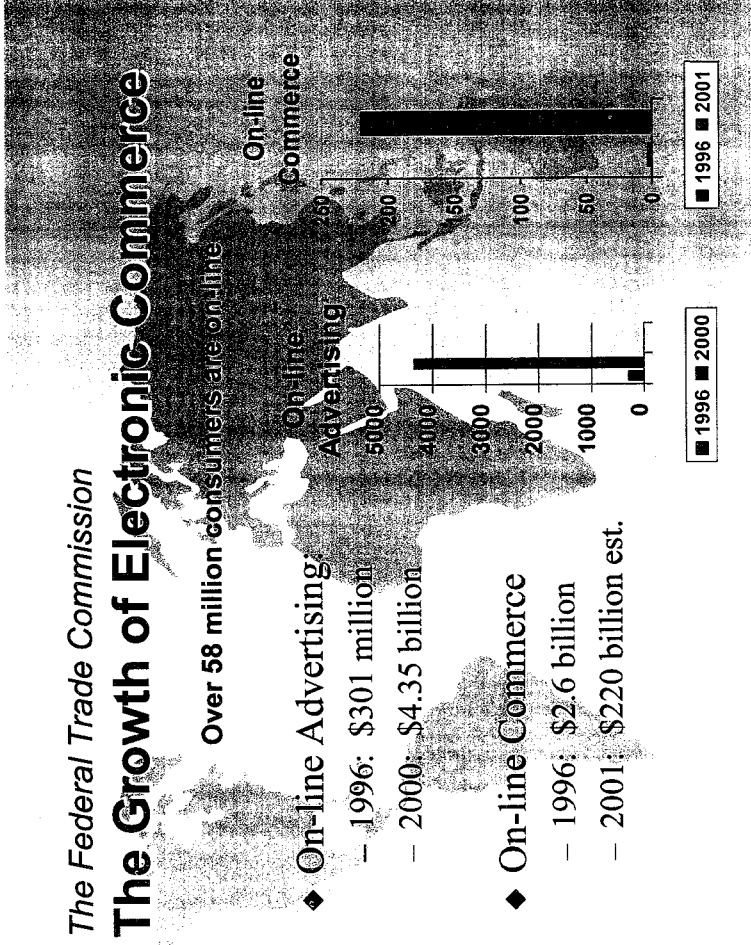 The Federal Trade Commission
The Growth of Electronic Commerce
Over 58 million consumers are on-line
◆ On-line Advertising:
– 1996: $301 million
– 2000: $4.35 billion
◆ On-line Commerce
– 1996: $2.6 billion
– 2001: $220 billion est.
On-line
Advertising
5000
4000
3000
2000
1000
0
■ 1996 ■ 2000
On-line
Commerce
250
200
150
100
50
0
■ 1996 ■ 2001